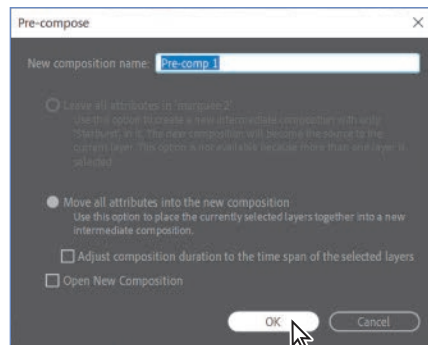 Pre-compose
New composition name: Pre-comp 1
Leave all attributes in 'marquee 2'
Use this option to create a new intermediate composition with only
'Starburst' in it. The new composition will become the source to the
current layer. This option is not available because more than one layer is
selected.
Move all attributes into the new composition
Use this option to place the currently selected layers together into a new
intermediate composition.
Adjust composition duration to the time span of the selected layers
Open New Composition
OK
Cancel